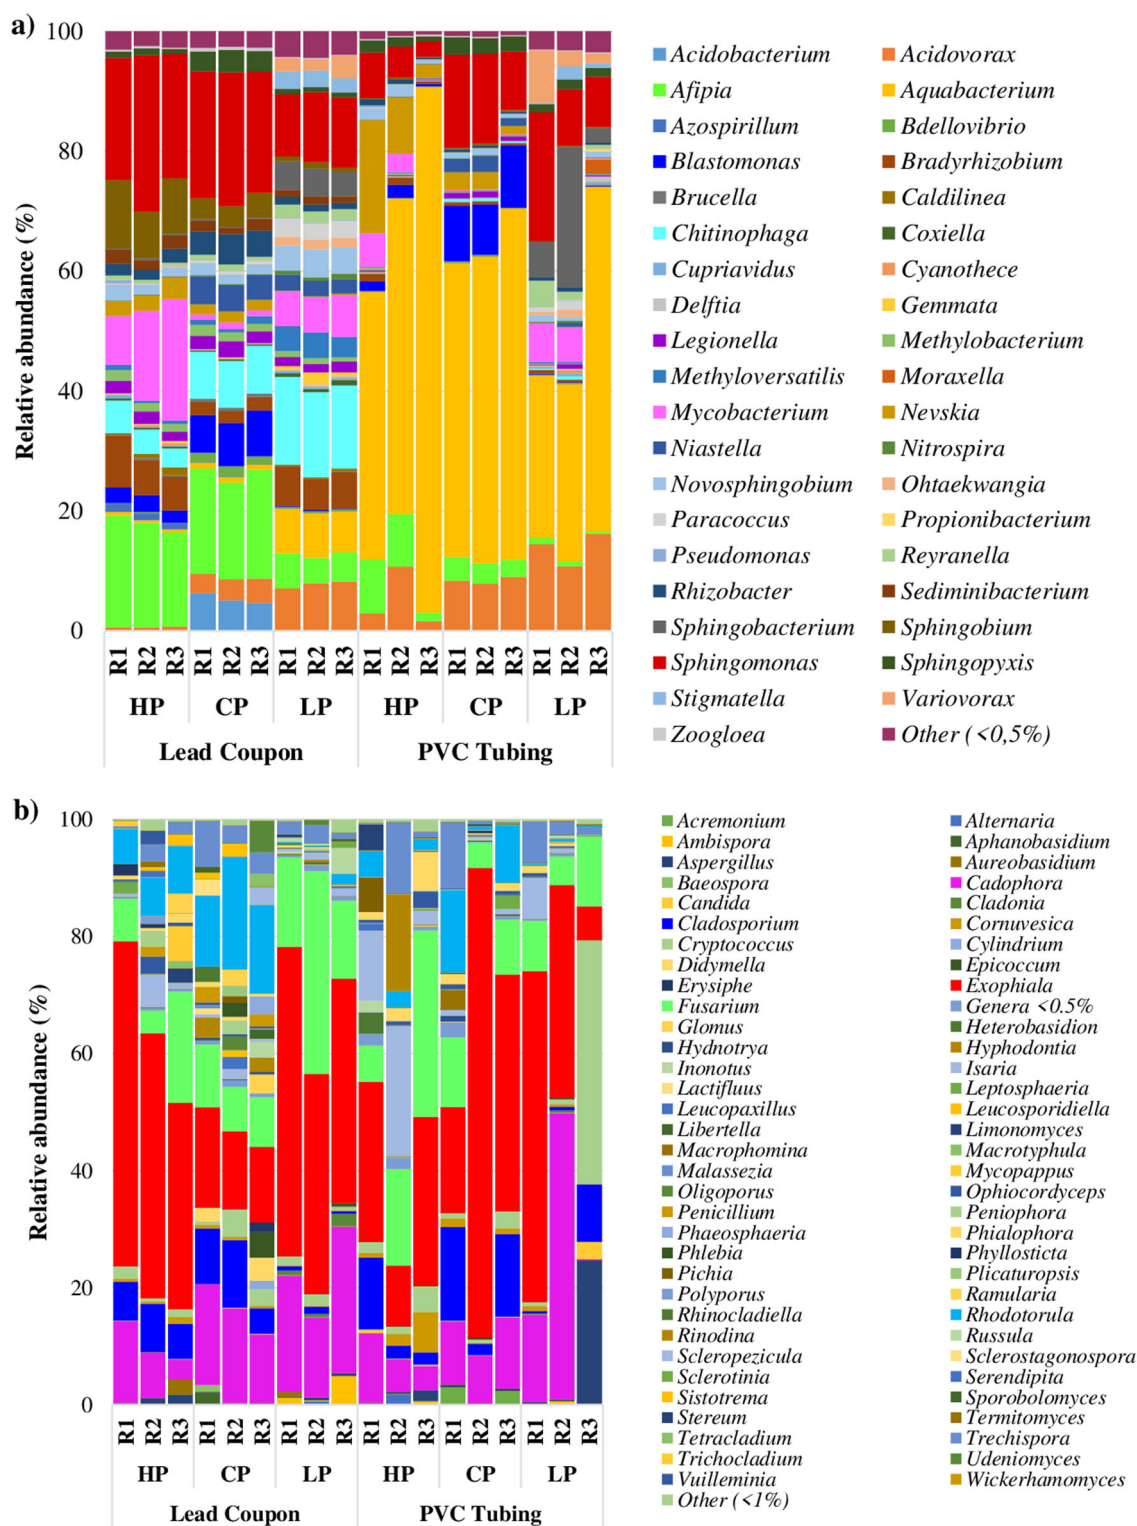 a)
Relative abundance (%)
100
80
60
40
20
0
R1 R2 R3 R1 R2 R3 R1 R2 R3 R1 R2 R3 R1 R2 R3 R1 R2 R3
HP CP LP HP CP LP
Lead Coupon PVC Tubing
Acidobacterium Acidovorax
Afipia Aquabacterium
Azospirillum Bdellovibrio
Blastomonas Bradyrhizobium
Brucella Caldilinea
Chitinophaga Coxiella
Cupriavidus Cyanothece
Delftia Gemmata
Legionella Methylobacterium
Methyloversatilis Moraxella
Mycobacterium Nevskia
Niastella Nitrospira
Novosphingobium Ohtaekwangia
Paracoccus Propionibacterium
Pseudomonas Reyranella
Rhizobacter Sediminibacterium
Sphingobacterium Sphingobium
Sphingomonas Sphingopyxis
Stigmatella Variovorax
Zoogloea Other (<0,5%)
b)
Relative abundance (%)
100
80
60
40
20
0
R1 R2 R3 R1 R2 R3 R1 R2 R3 R1 R2 R3 R1 R2 R3 R1 R2 R3
HP CP LP HP CP LP
Lead Coupon PVC Tubing
Acremonium Alternaria
Ambispora Aphanobasidium
Aspergillus Aureobasidium
Baeospora Cadophora
Candida Cladonia
Cladosporium Cornuvesica
Cryptococcus Cylindrium
Didymella Epicoccum
Erysiphe Exophiala
Fusarium Genera <0.5%
Glomus Heterobasidion
Hydnotrya Hyphodontia
Inonotus Isaria
Lactifluus Leptosphaeria
Leucopaxillus Leucosporidiella
Libertella Limonomyces
Macrophomina Macrotyphula
Malassezia Mycopappus
Oligoporus Ophiocordyceps
Penicillium Peniophora
Phaeosphaeria Phialophora
Phlebia Phyllosticta
Pichia Plicaturopsis
Polyporus Ramularia
Rhinocladiella Rhodotorula
Rinodina Russula
Scleropezicula Sclerostagonospora
Sclerotinia Serendipita
Sistotrema Sporobolomyces
Stereum Termitomyces
Tetracladium Trechispora
Trichocladium Udeniomyces
Vuilleminia Wickerhamomyces
Other (<1%)